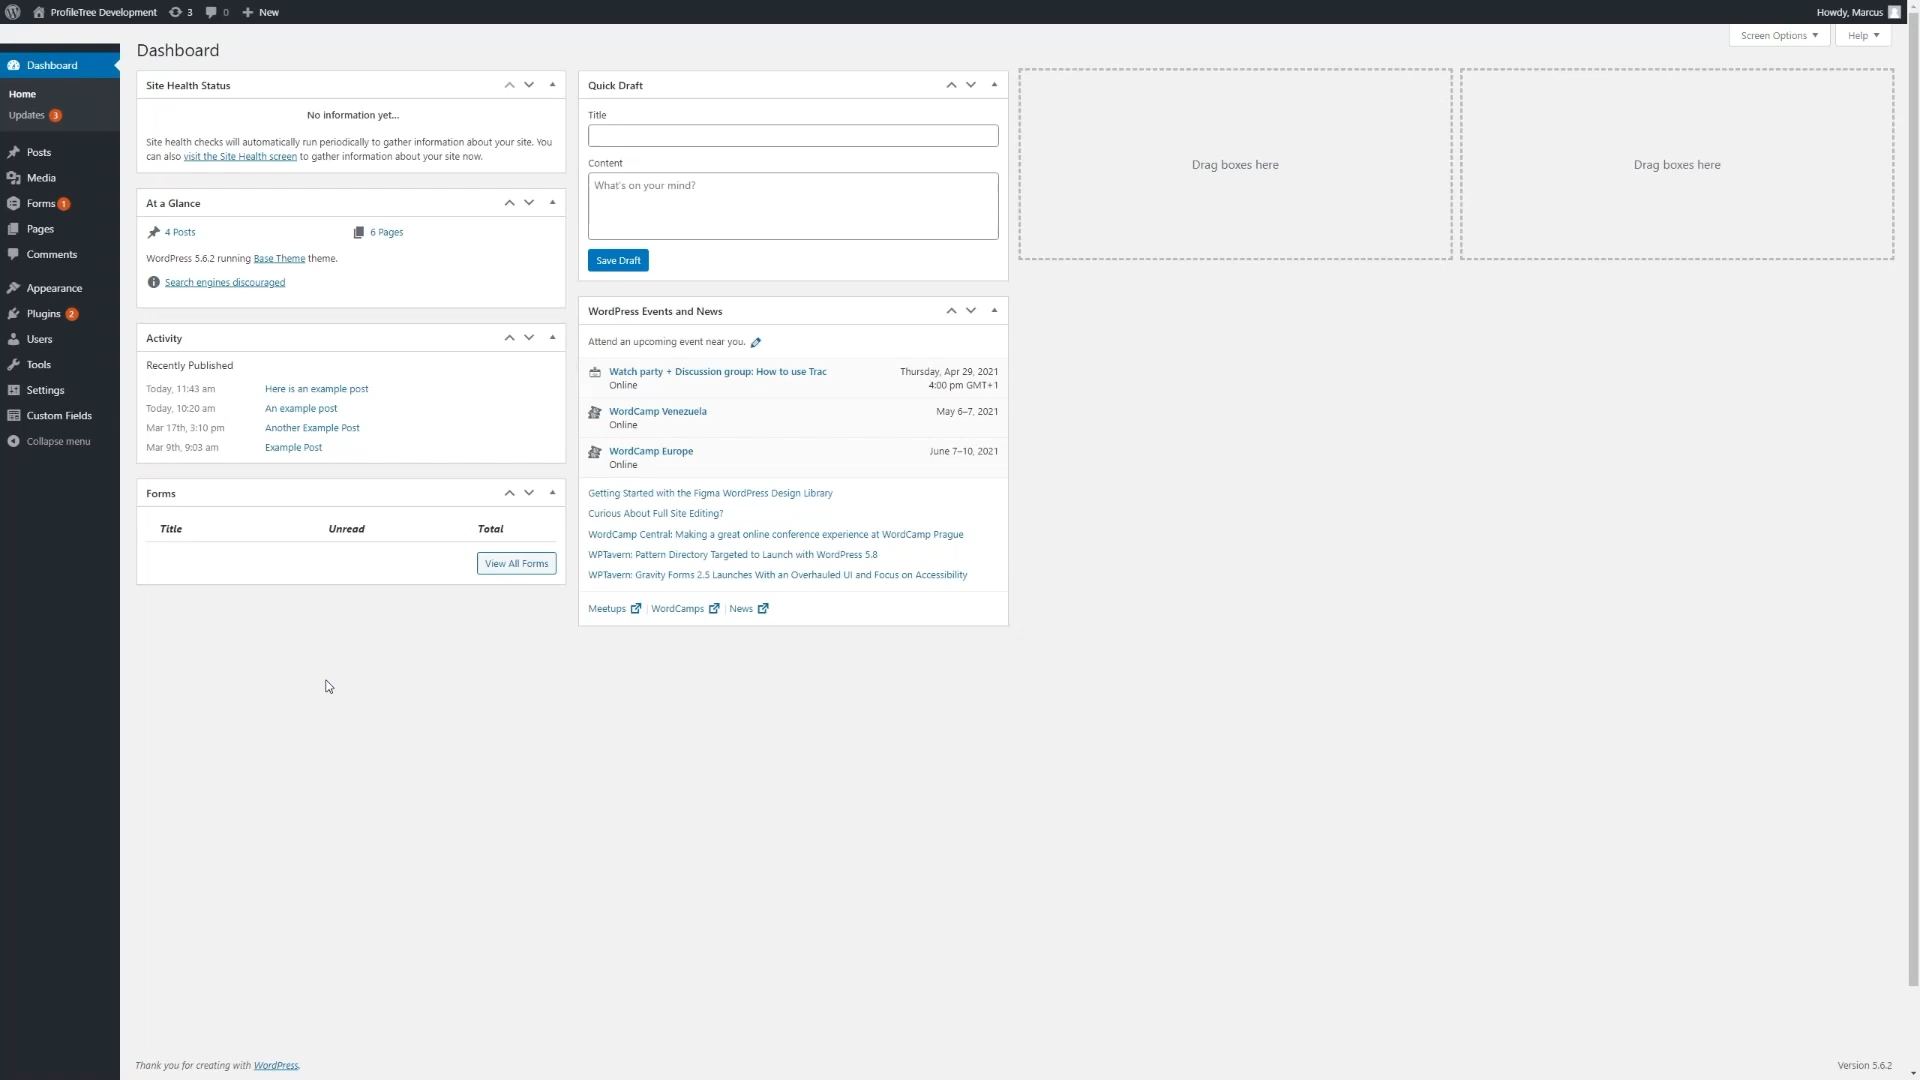 ProfileTree Development 3 0 New Howdy, Marcus
Screen Options Help
Dashboard
Home
Updates 3
Posts
Media
Forms 1
Pages
Comments
Appearance
Plugins 2
Users
Tools
Settings
Custom Fields
Collapse menu
Dashboard
Site Health Status
No information yet...
Site health checks will automatically run periodically to gather information about your site. You
can also visit the Site Health screen to gather information about your site now.
At a Glance
4 Posts 6 Pages
WordPress 5.6.2 running Base Theme theme.
Search engines discouraged
Activity
Recently Published
Today, 11:43 am Here is an example post
Today, 10:20 am An example post
Mar 17th, 3:10 pm Another Example Post
Mar 9th, 9:03 am Example Post
Forms
Title Unread Total
View All Forms
Quick Draft
Title
Content
What's on your mind?
Save Draft
WordPress Events and News
Attend an upcoming event near you.
Watch party + Discussion group: How to use Trac Thursday, Apr 29, 2021
Online 4:00 pm GMT+1
WordCamp Venezuela May 6–7, 2021
Online
WordCamp Europe June 7–10, 2021
Online
Getting Started with the Figma WordPress Design Library
Curious About Full Site Editing?
WordCamp Central: Making a great online conference experience at WordCamp Prague
WPTavern: Pattern Directory Targeted to Launch with WordPress 5.8
WPTavern: Gravity Forms 2.5 Launches With an Overhauled UI and Focus on Accessibility
Meetups | WordCamps | News
Drag boxes here
Drag boxes here
Thank you for creating with WordPress. Version 5.6.2